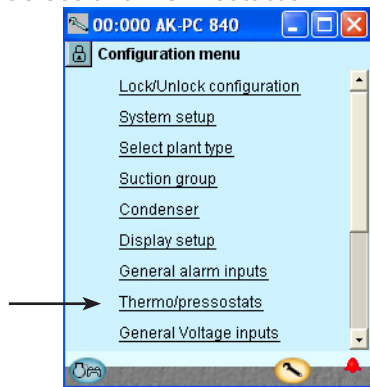 00:000 AK-PC 840
Configuration menu
Lock/Unlock configuration
System setup
Select plant type
Suction group
Condenser
Display setup
General alarm inputs
Thermo/pressostats
General Voltage inputs